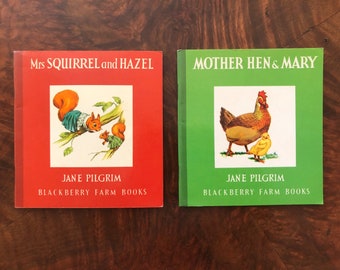 Mrs SQUIRREL and HAZEL
JANE PILGRIM
BLACKBERRY FARM BOOKS
MOTHER HEN & MARY
JANE PILGRIM
BLACKBERRY FARM BOOKS